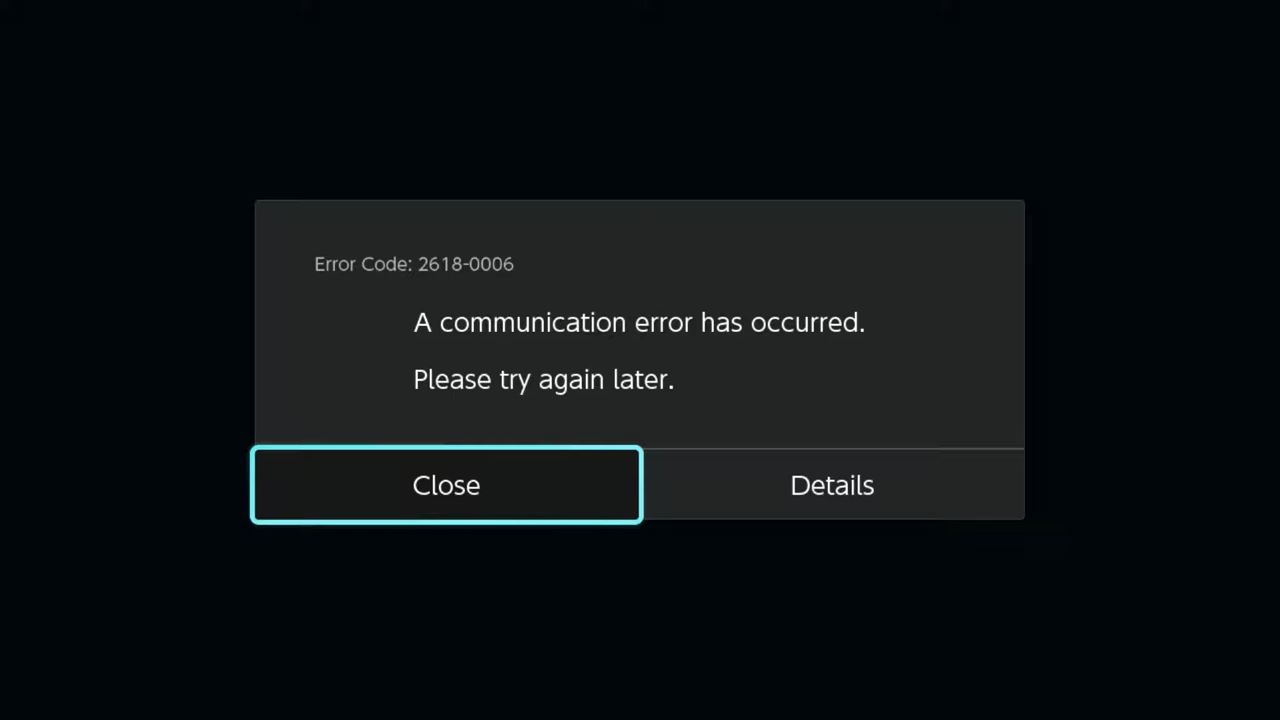 Error Code: 2618-0006
A communication error has occurred.
Please try again later.
Close
Details